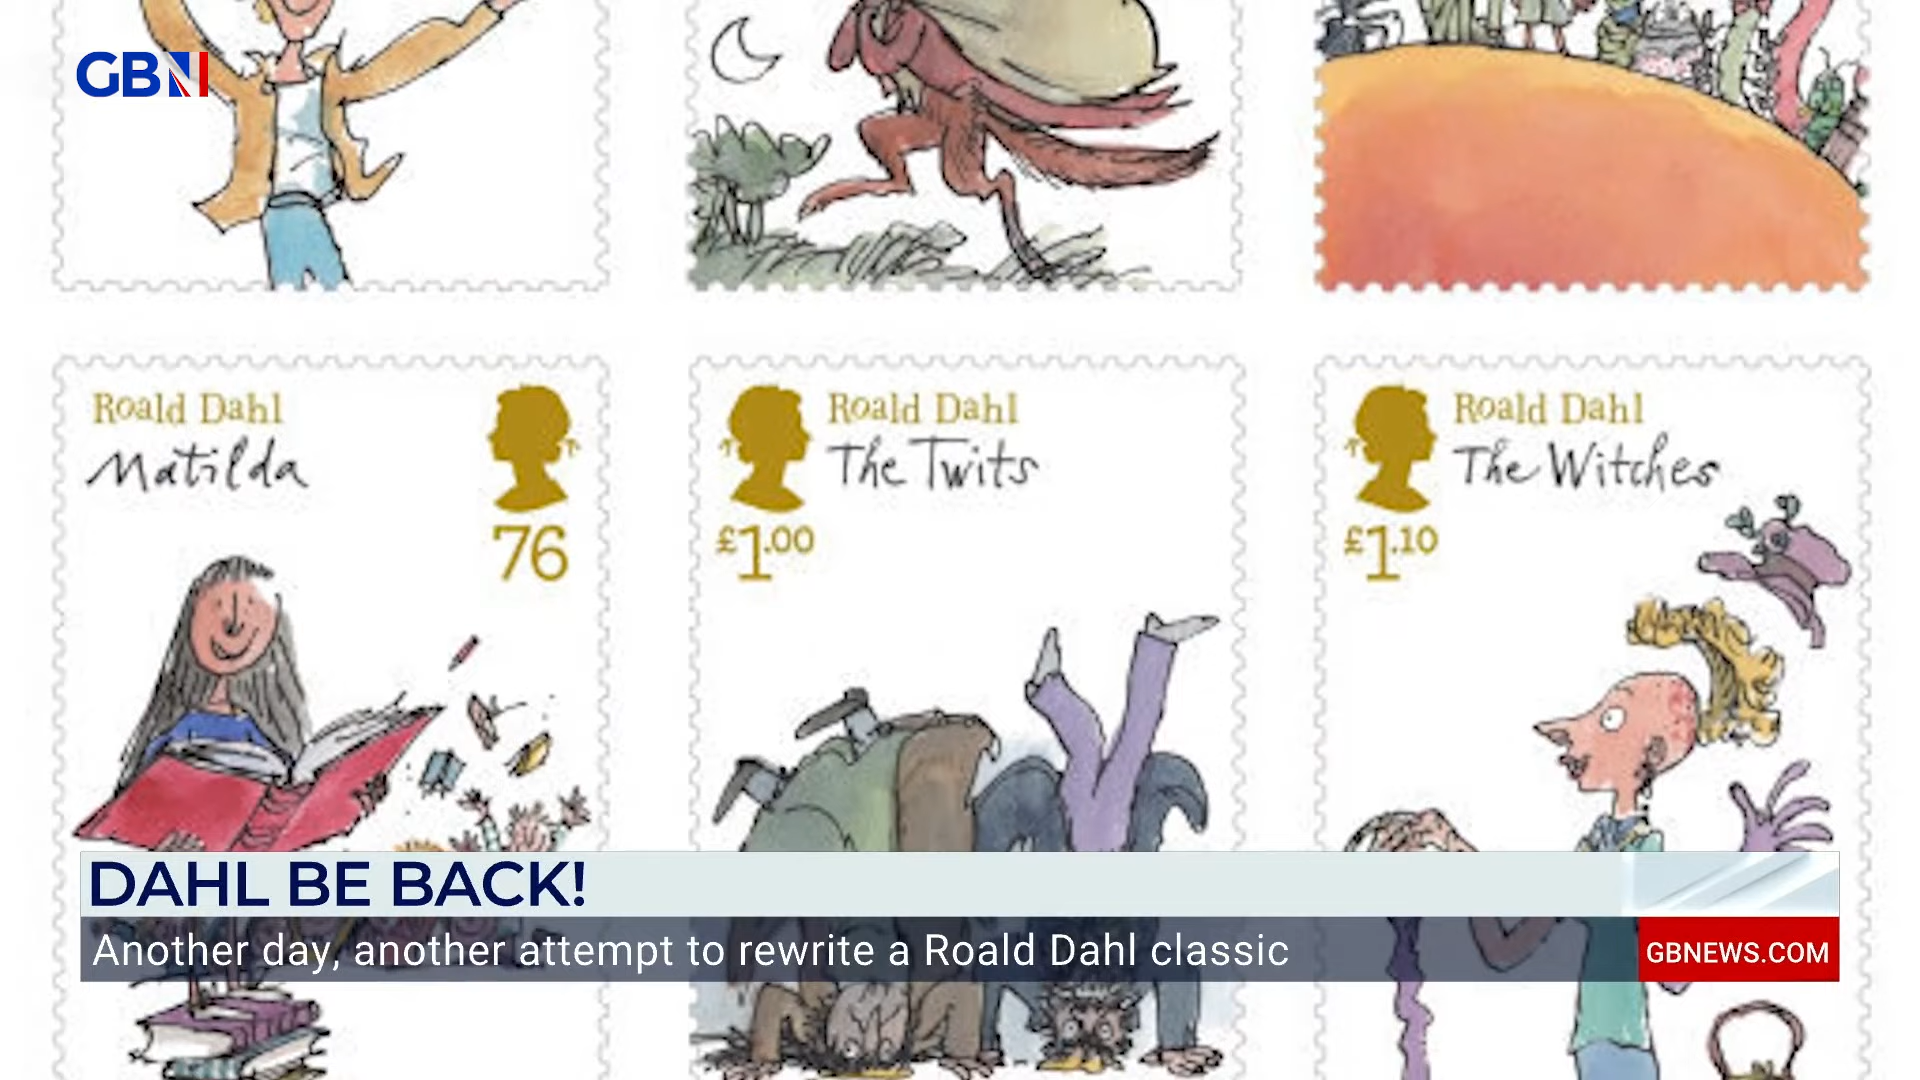 GBN
Roald Dahl
Matilda
76
Roald Dahl
The Twits
£1.00
Roald Dahl
The Witches
£1.10
DAHL BE BACK!
Another day, another attempt to rewrite a Roald Dahl classic
GBNEWS.COM